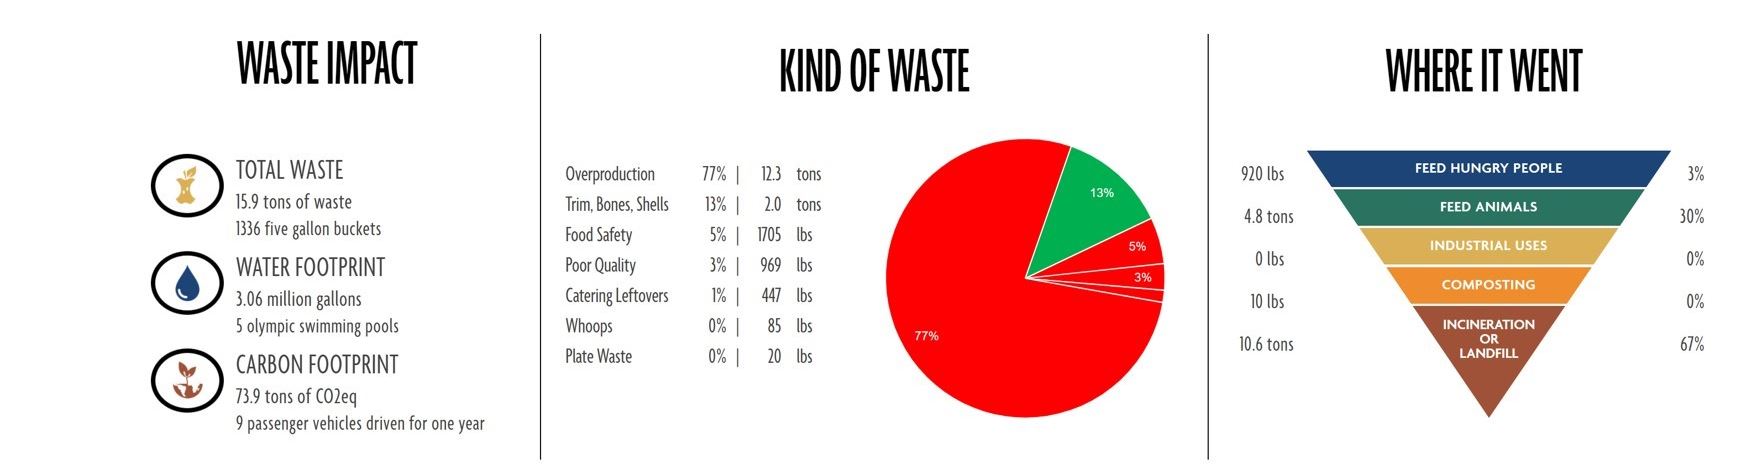 WASTE IMPACT
TOTAL WASTE
15.9 tons of waste
1336 five gallon buckets
WATER FOOTPRINT
3.06 million gallons
5 olympic swimming pools
CARBON FOOTPRINT
73.9 tons of CO2eq
9 passenger vehicles driven for one year
KIND OF WASTE
Overproduction 77% | 12.3 tons
Trim, Bones, Shells 13% | 2.0 tons
Food Safety 5% | 1705 lbs
Poor Quality 3% | 969 lbs
Catering Leftovers 1% | 447 lbs
Whoops 0% | 85 lbs
Plate Waste 0% | 20 lbs
13%
5%
3%
77%
WHERE IT WENT
920 lbs FEED HUNGRY PEOPLE 3%
4.8 tons FEED ANIMALS 30%
0 lbs INDUSTRIAL USES 0%
10 lbs COMPOSTING 0%
10.6 tons INCINERATION 67%
OR
LANDFILL